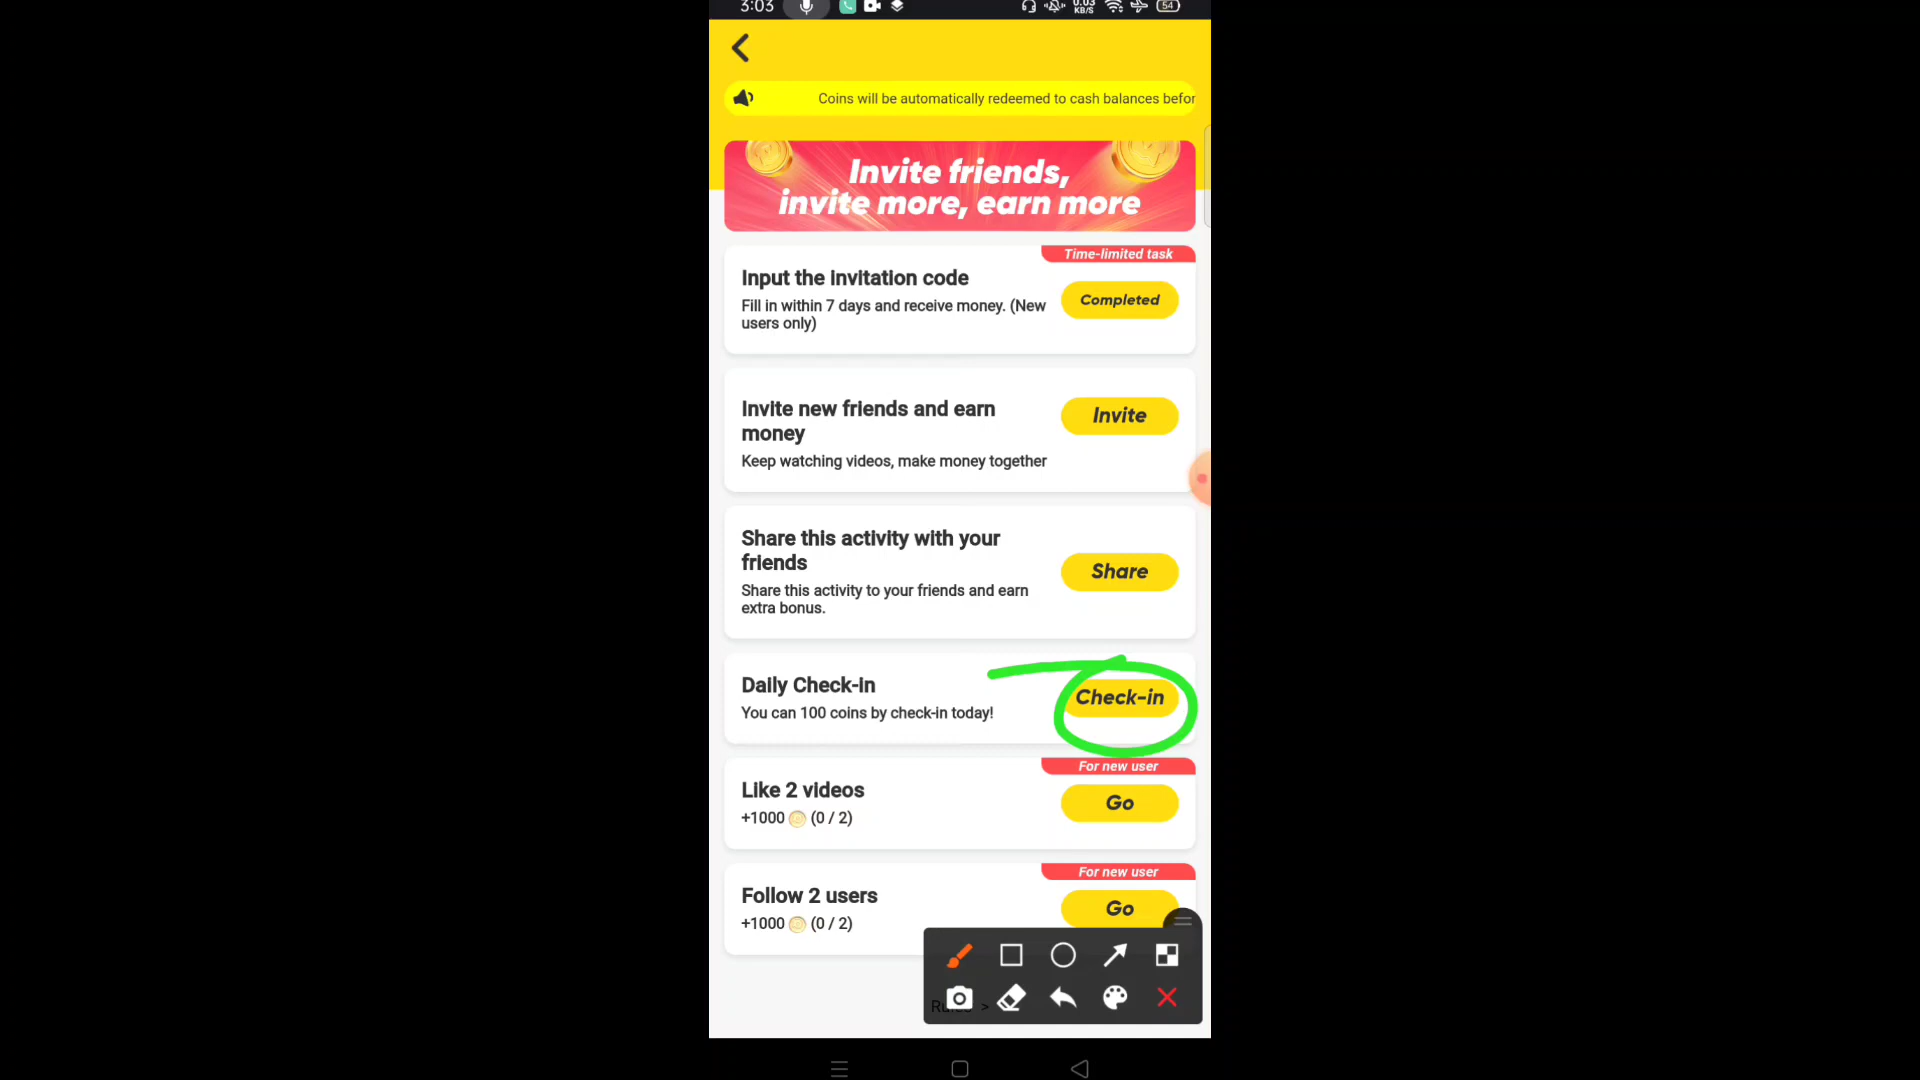 3:03
0.03
KB/S
54
Coins will be automatically redeemed to cash balances befor
Invite friends,
invite more, earn more
Time-limited task
Input the invitation code
Completed
Fill in within 7 days and receive money. (New
users only)
Invite new friends and earn
money
Invite
Keep watching videos, make money together
Share this activity with your
friends
Share
Share this activity to your friends and earn
extra bonus.
Daily Check-in
Check-in
You can 100 coins by check-in today!
For new user
Like 2 videos
Go
+1000 (0 / 2)
For new user
Follow 2 users
Go
+1000 (0 / 2)
>